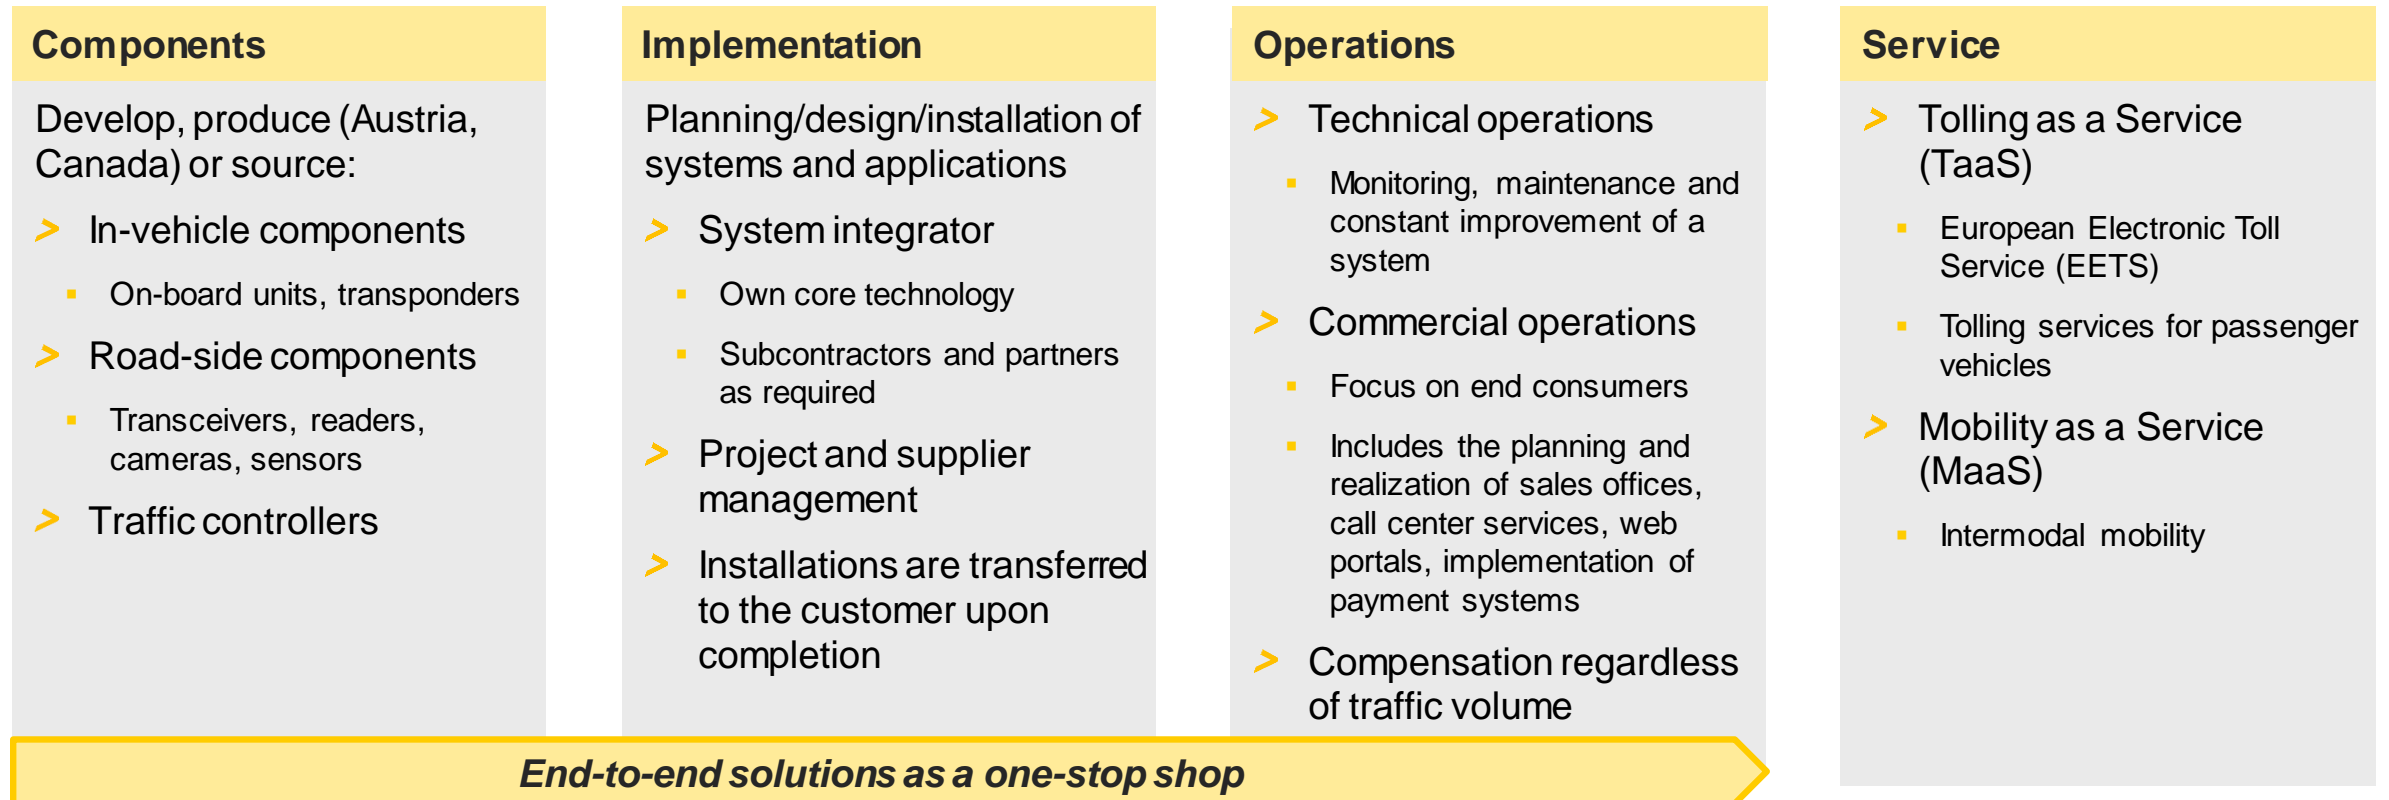 Components
Develop, produce (Austria,
Canada) or source:
> In-vehicle components
▪ On-board units, transponders
> Road-side components
▪ Transceivers, readers,
cameras, sensors
> Traffic controllers
Implementation
Planning/design/installation of
systems and applications
> System integrator
▪ Own core technology
▪ Subcontractors and partners
as required
> Project and supplier
management
> Installations are transferred
to the customer upon
completion
Operations
> Technical operations
▪ Monitoring, maintenance and
constant improvement of a
system
> Commercial operations
▪ Focus on end consumers
▪ Includes the planning and
realization of sales offices,
call center services, web
portals, implementation of
payment systems
> Compensation regardless
of traffic volume
Service
> Tolling as a Service
(TaaS)
▪ European Electronic Toll
Service (EETS)
▪ Tolling services for passenger
vehicles
> Mobility as a Service
(MaaS)
▪ Intermodal mobility
End-to-end solutions as a one-stop shop